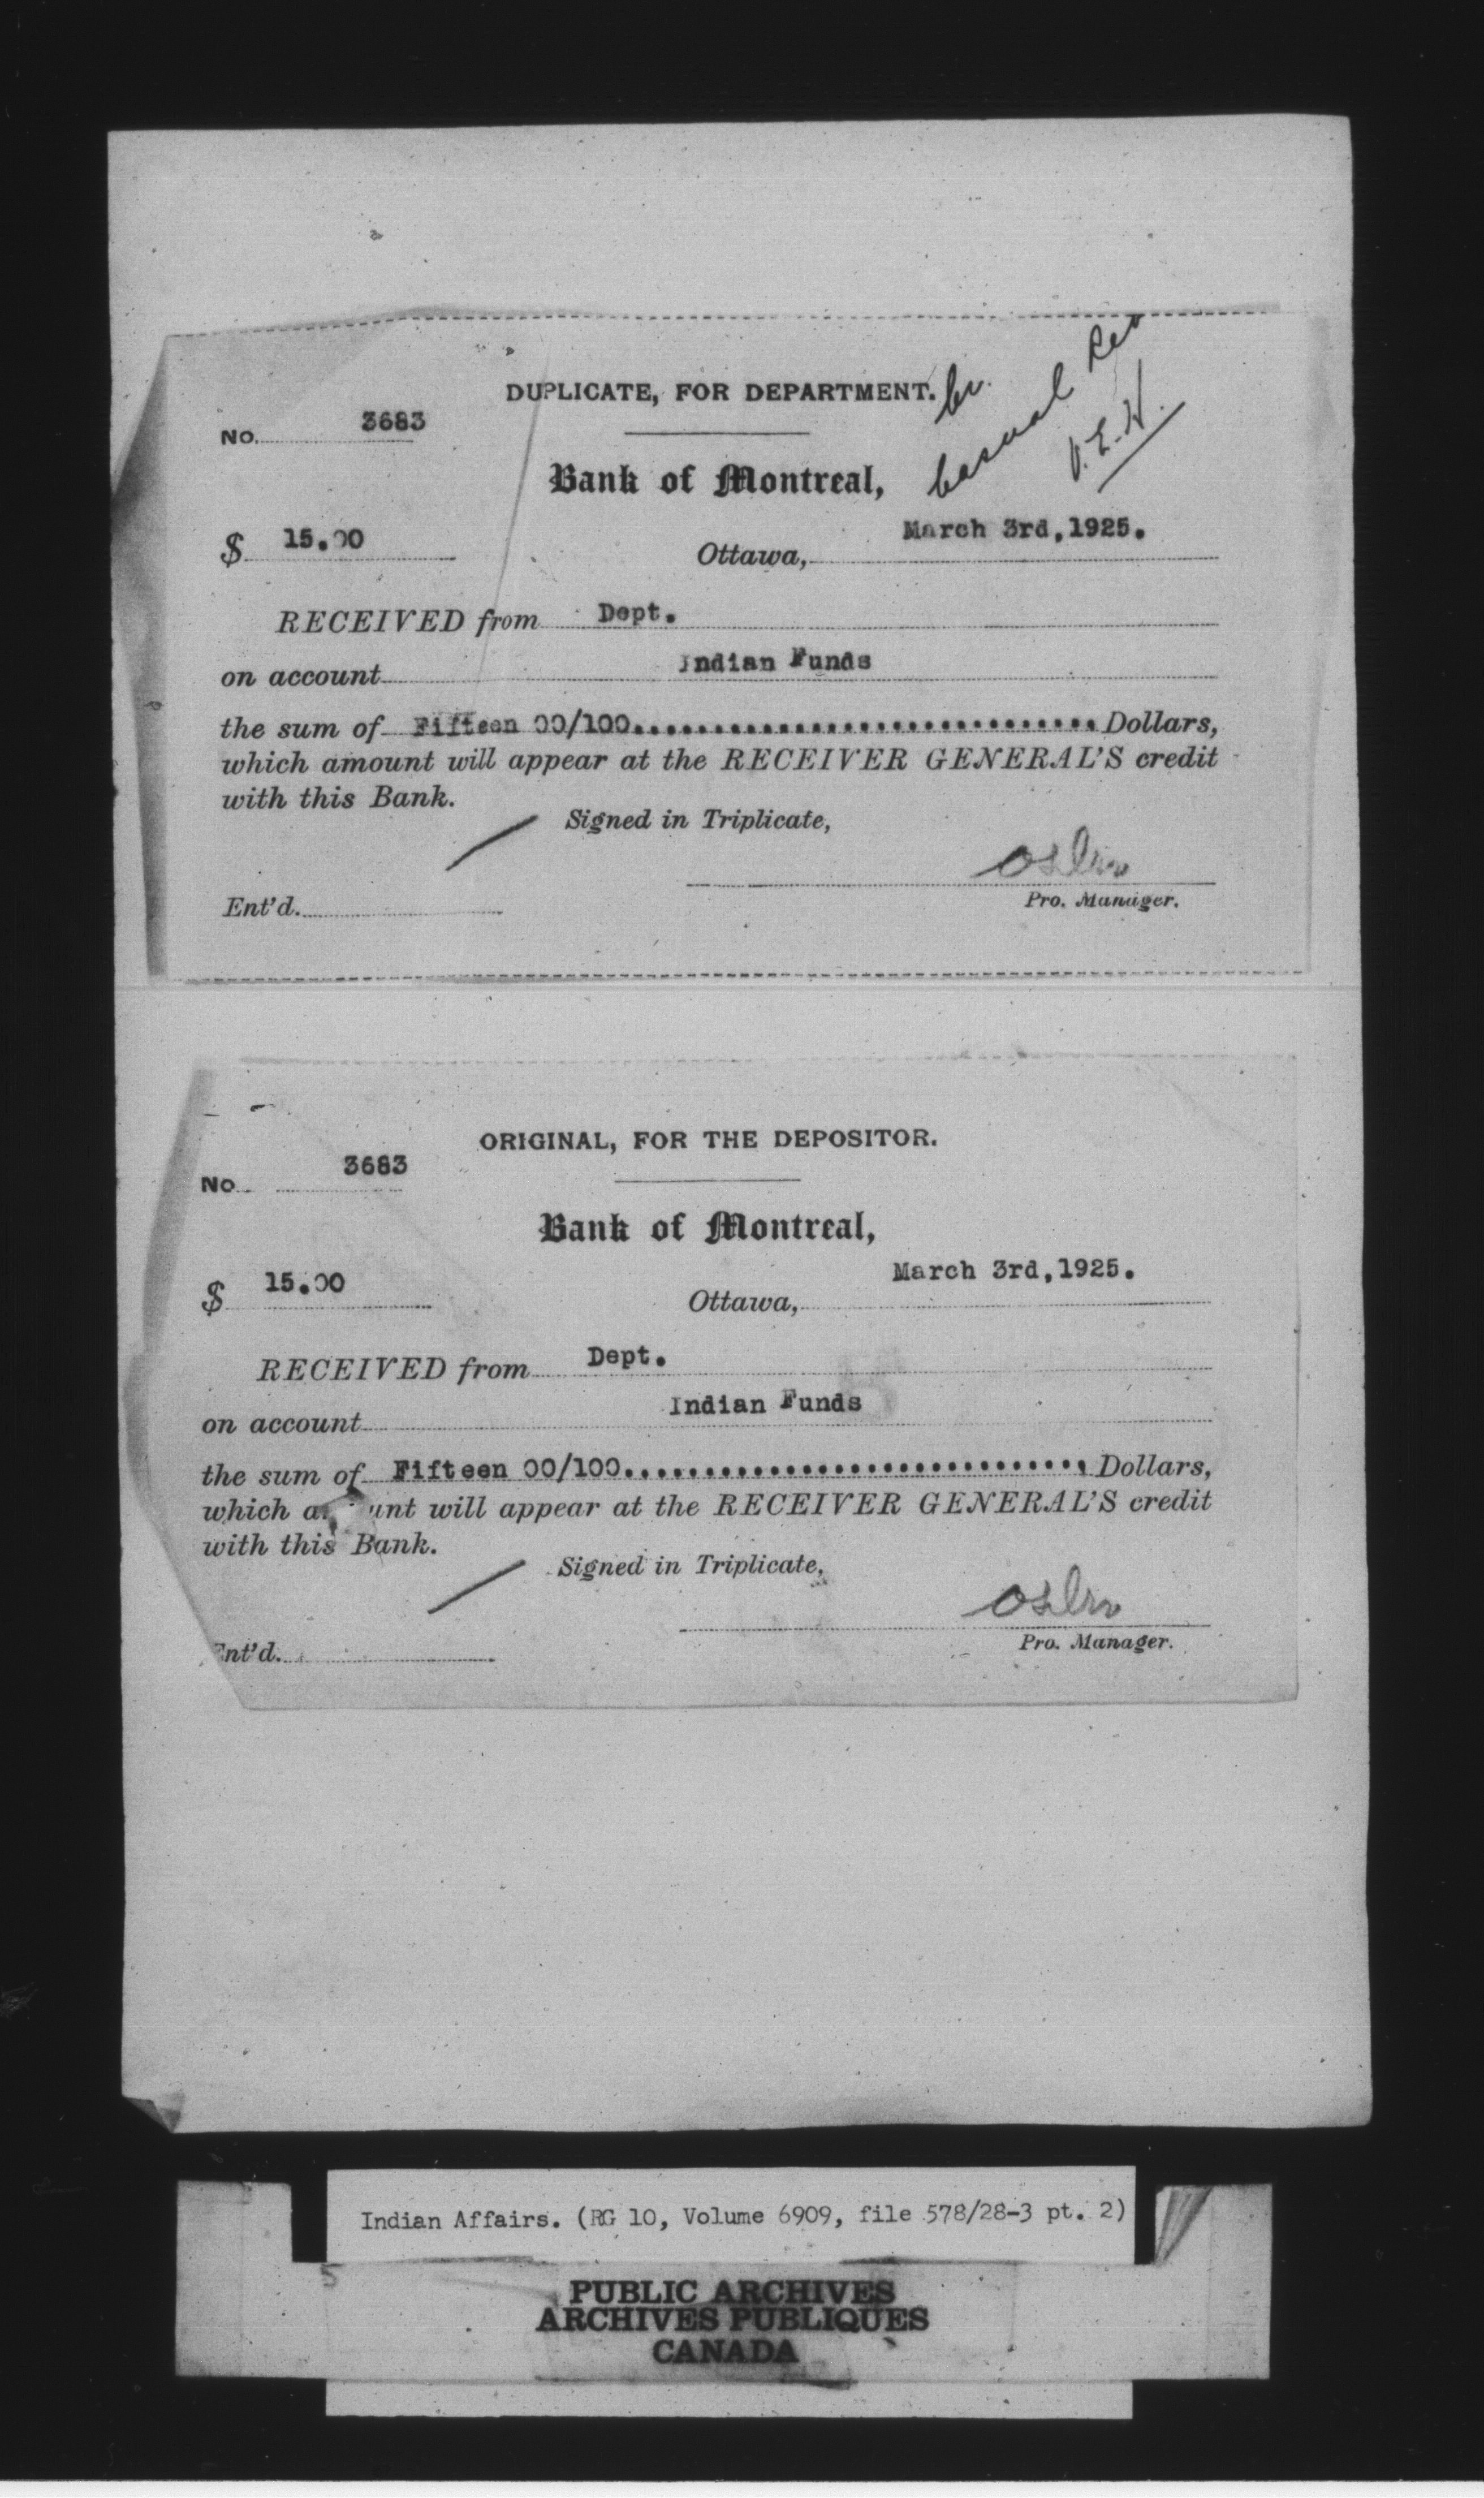 DUPLICATE, FOR DEPARTMENT.
Casual Rev
No. 3683
Bank of Montreal,
$ 15.00
Ottawa, March 3rd,1925.
RECEIVED from Dept.
on account Indian Funds
the sum of Fifteen 00/100.............................Dollars,
which amount will appear at the RECEIVER GENERAL'S credit
with this Bank.
Signed in Triplicate,
Pro. Manager.
Ent'd.
ORIGINAL, FOR THE DEPOSITOR.
No 3683
Bank of Montreal,
$ 15.00
Ottawa, March 3rd,1925.
RECEIVED from Dept.
on account Indian Funds
the sum of Fifteen 00/100.............................Dollars,
which amount will appear at the RECEIVER GENERAL'S credit
with this Bank.
Signed in Triplicate,
Pro. Manager.
Ent'd.
Indian Affairs. (RG 10, Volume 6909, file 578/28-3 pt. 2)
PUBLIC ARCHIVES
ARCHIVES PUBLIQUES
CANADA